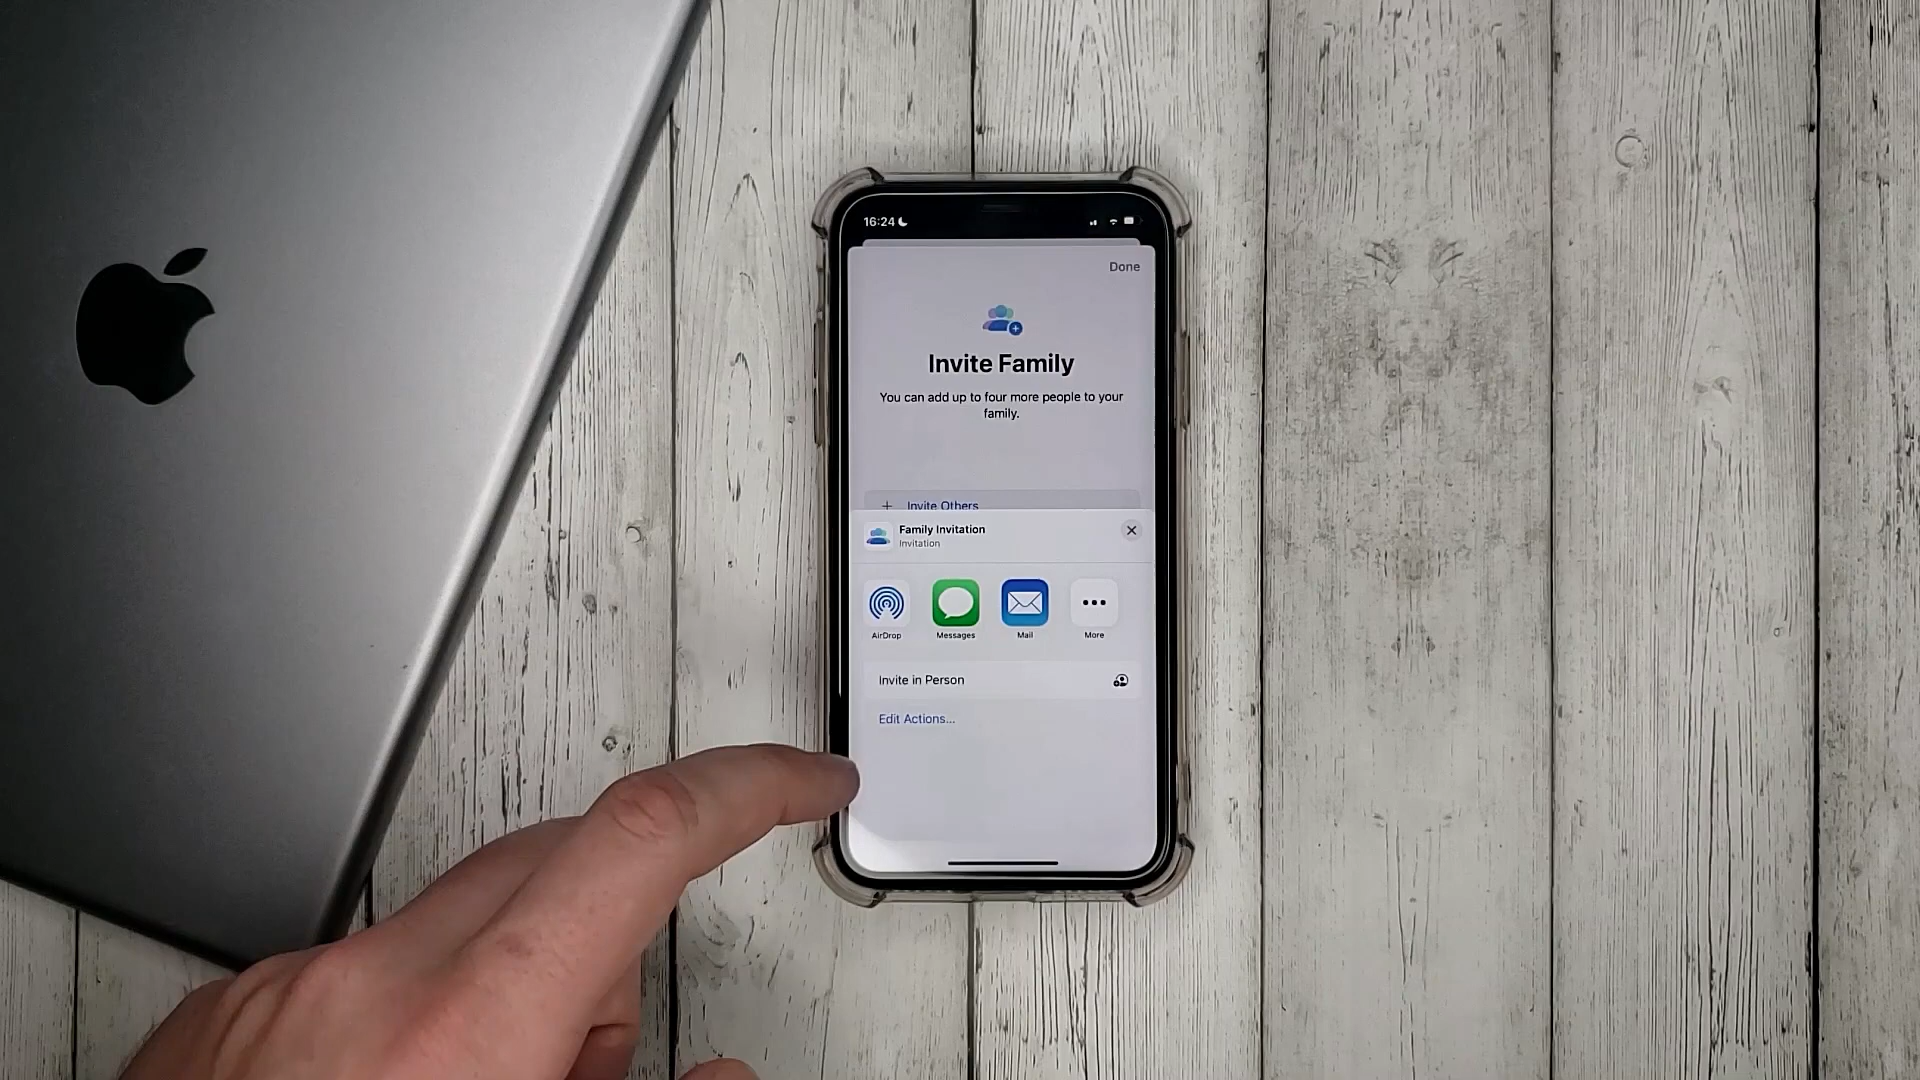 16:24
Done
Invite Family
You can add up to four more people to your
family.
Invite Others
Family Invitation
Invitation
AirDrop
Messages
Mail
More
Invite in Person
Edit Actions...